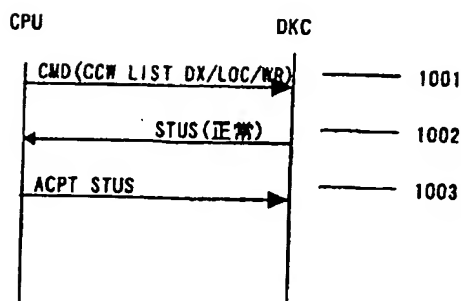 CPU
DKC
CMD(CCW LIST DX/LOC/WR)
1001
STUS(正常)
1002
ACPT STUS
1003